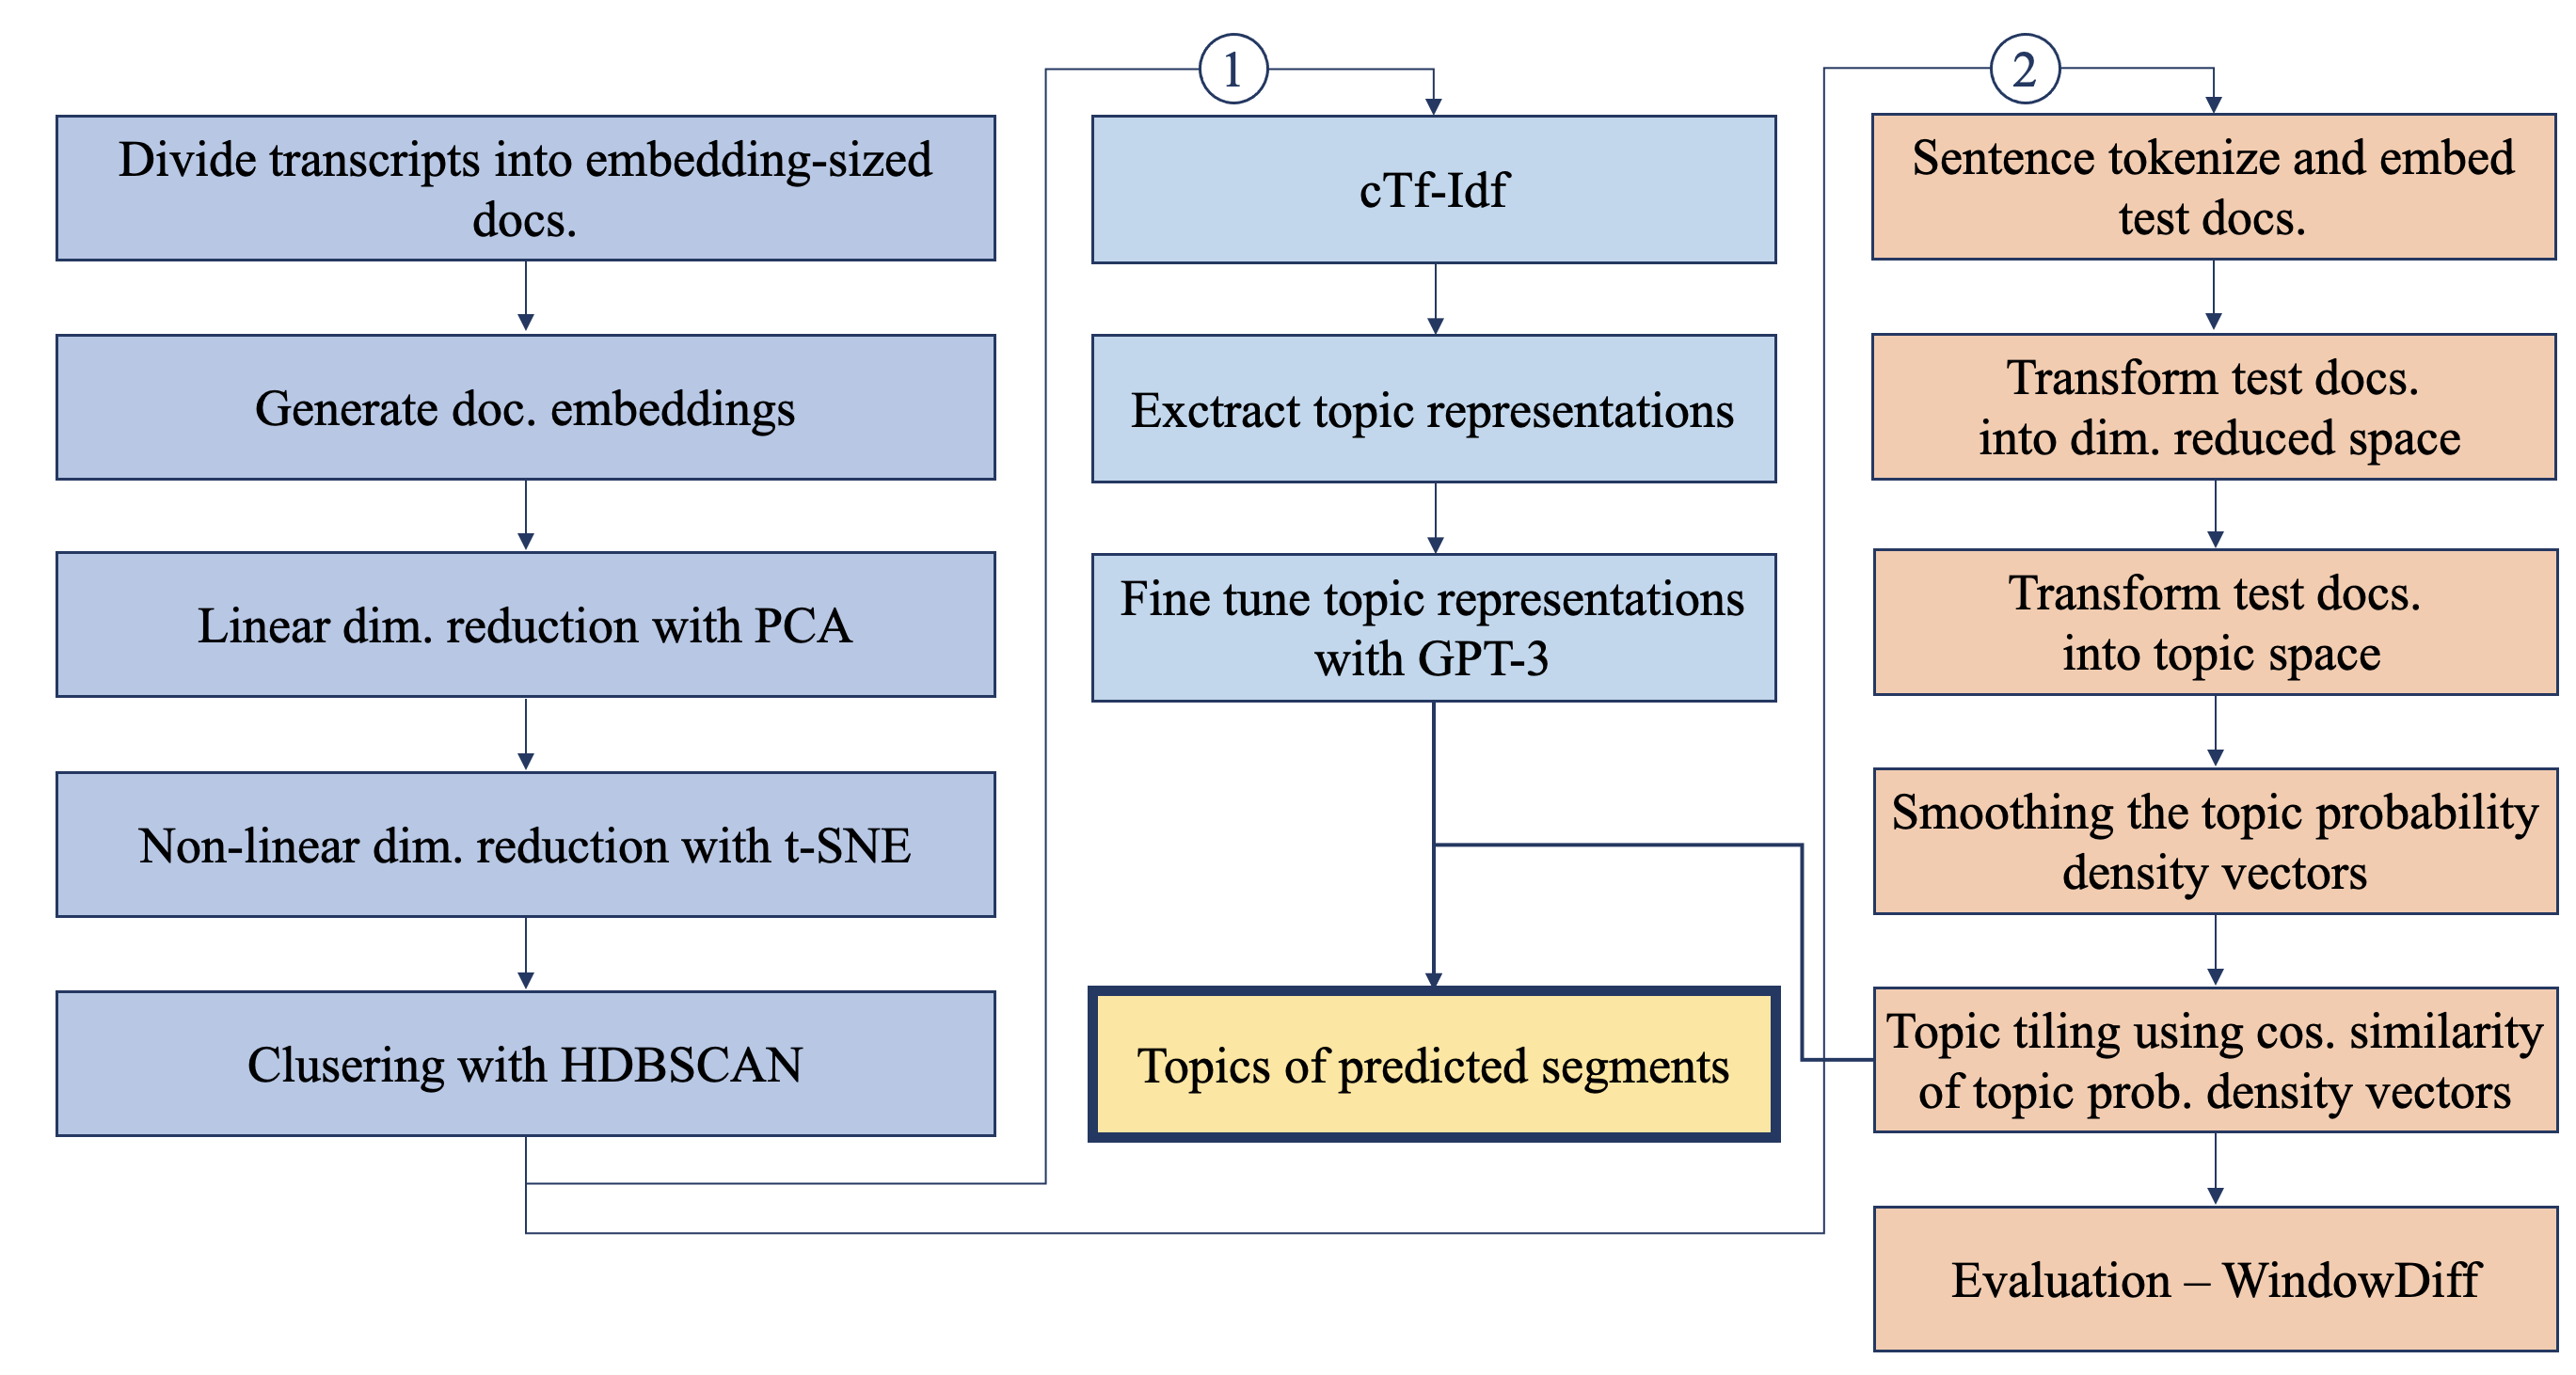 Divide transcripts into embedding-sized
docs.
Generate doc. embeddings
Linear dim. reduction with PCA
Non-linear dim. reduction with t-SNE
Clusering with HDBSCAN
1
cTf-Idf
Exctract topic representations
Fine tune topic representations
with GPT-3
Topics of predicted segments
2
Sentence tokenize and embed
test docs.
Transform test docs.
into dim. reduced space
Transform test docs.
into topic space
Smoothing the topic probability
density vectors
Topic tiling using cos. similarity
of topic prob. density vectors
Evaluation – WindowDiff